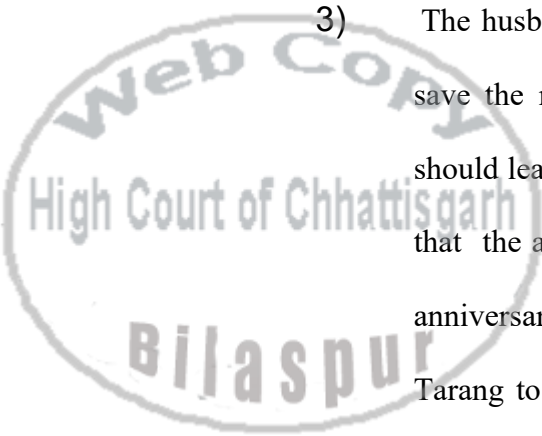 Web Copy
3) The husb
save the
should lea
High Court of Chhattisgarh
that the a
anniversar
Bilaspur
Tarang to